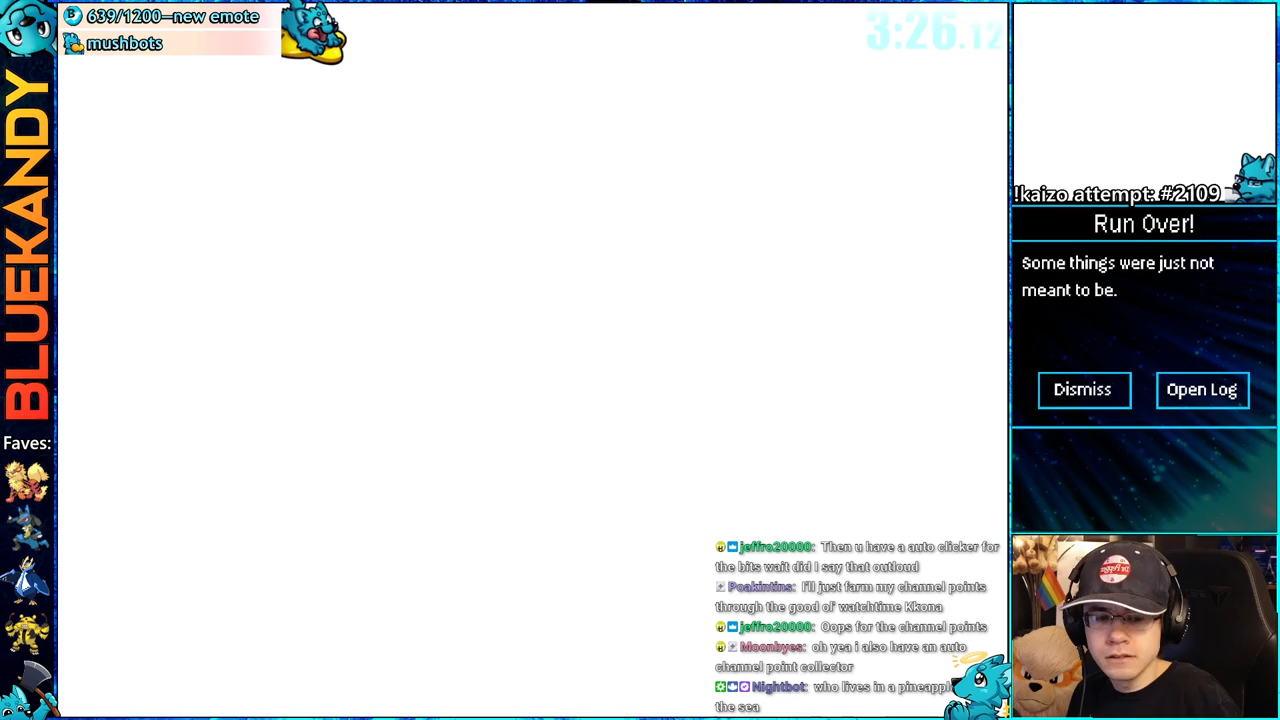 639/1200—new emote
mushbots
3:26.12
BLUEKANDY
Faves:
!kaizo attempt: #2109
Run Over!
Some things were just not
meant to be.
Dismiss
Open Log
jeffro20000: Then u have a auto clicker for
the bits wait did I say that outloud
Poakintins: I'll just farm my channel points
through the good ol' watchtime Kkona
jeffro20000: Oops for the channel points
Moonbyes: oh yea i also have an auto
channel point collector
Nightbot: who lives in a pineappl
the sea